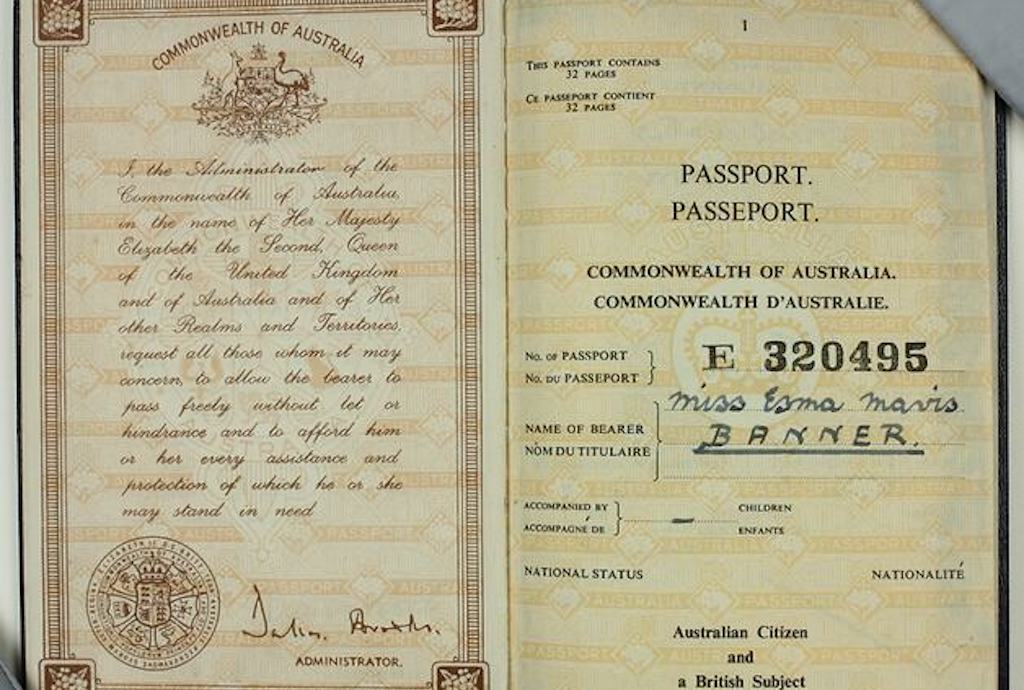 COMMONWEALTH OF AUSTRALIA
I, the Administrator of the
Commonwealth of Australia,
in the name of Her Majesty
Elizabeth the Second, Queen
of the United Kingdom
and of Australia and of Her
other Realms and Territories,
request all those whom it may
concern, to allow the bearer to
pass freely without let or
hindrance and to afford him
or her every assistance and
protection of which he or she
may stand in need
ADMINISTRATOR.
1
THIS PASSPORT CONTAINS
32 PAGES
CE PASSEPORT CONTIENT
32 PAGES
PASSPORT.
PASSEPORT.
COMMONWEALTH OF AUSTRALIA.
COMMONWEALTH D'AUSTRALIE.
No. OF PASSPORT
No. DU PASSEPORT
E 320495
NAME OF BEARER
NOM DU TITULAIRE
Miss Esma Mavis
BANNER.
ACCOMPANIED BY
ACCOMPAGNÉ DE
—
CHILDREN
ENFANTS
NATIONAL STATUS
NATIONALITÉ
Australian Citizen
and
a British Subject